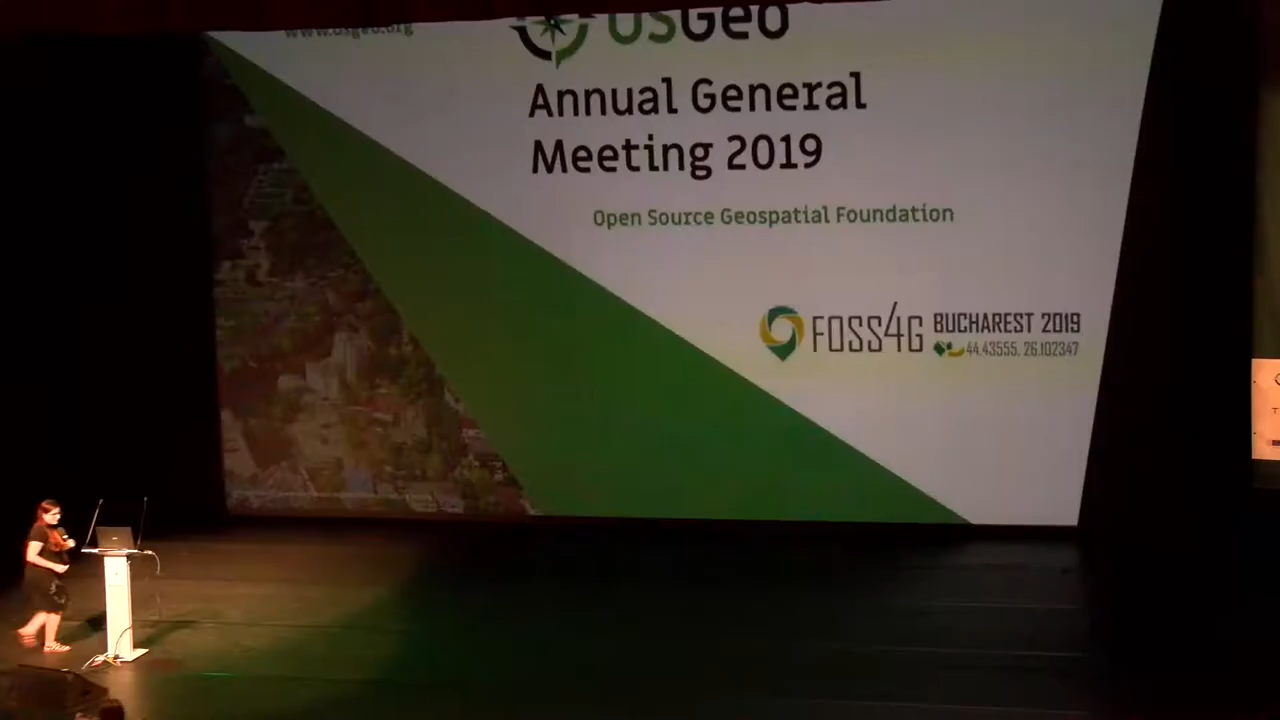 www.osgeo.org
OSGeo
Annual General
Meeting 2019
Open Source Geospatial Foundation
FOSS4G
BUCHAREST 2019
44.43555, 26.102347